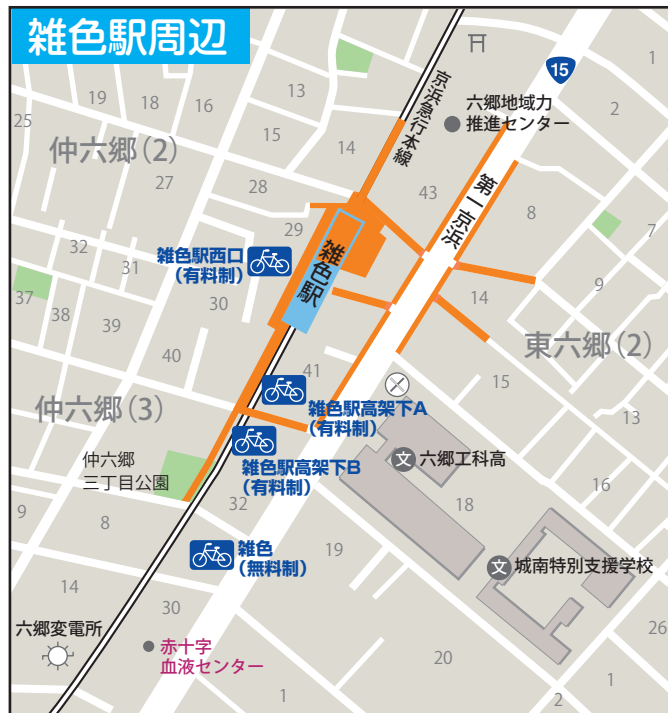 雑色駅周辺
15
1
13
19
18
16
2
25
六郷地域力
推進センター
京浜急行本線
15
14
仲六郷(2)
27
28
43
第一京浜
8
7
29
32
31
雑色駅西口
(有料制)
雑色駅
9
37
38
39
30
14
東六郷(2)
40
41
15
仲六郷(3)
雑色駅高架下A
(有料制)
13
仲六郷
三丁目公園
雑色駅高架下B
(有料制)
文
六郷工科高
16
9
8
32
18
19
雑色
(無料制)
文
城南特別支援学校
14
30
六郷変電所
赤十字
血液センター
26
20
1
1
2